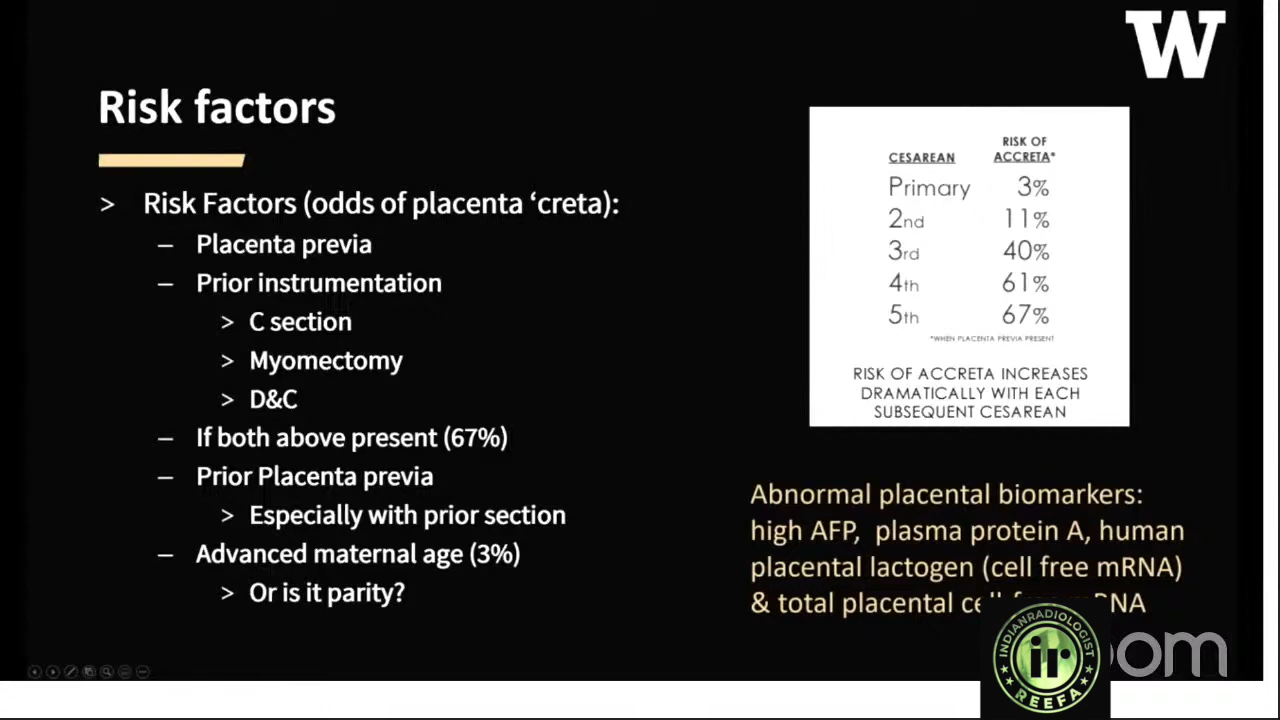 W
Risk factors
> Risk Factors (odds of placenta ‘creta):
– Placenta previa
– Prior instrumentation
> C section
> Myomectomy
> D&C
– If both above present (67%)
– Prior Placenta previa
> Especially with prior section
– Advanced maternal age (3%)
> Or is it parity?
CESAREAN RISK OF ACCRETA*
Primary 3%
2nd 11%
3rd 40%
4th 61%
5th 67%
*WHEN PLACENTA PREVIA PRESENT
RISK OF ACCRETA INCREASES
DRAMATICALLY WITH EACH
SUBSEQUENT CESAREAN
Abnormal placental biomarkers:
high AFP, plasma protein A, human
placental lactogen (cell free mRNA)
& total placental
INDIANRADIOLOGIST
ir
REEFA